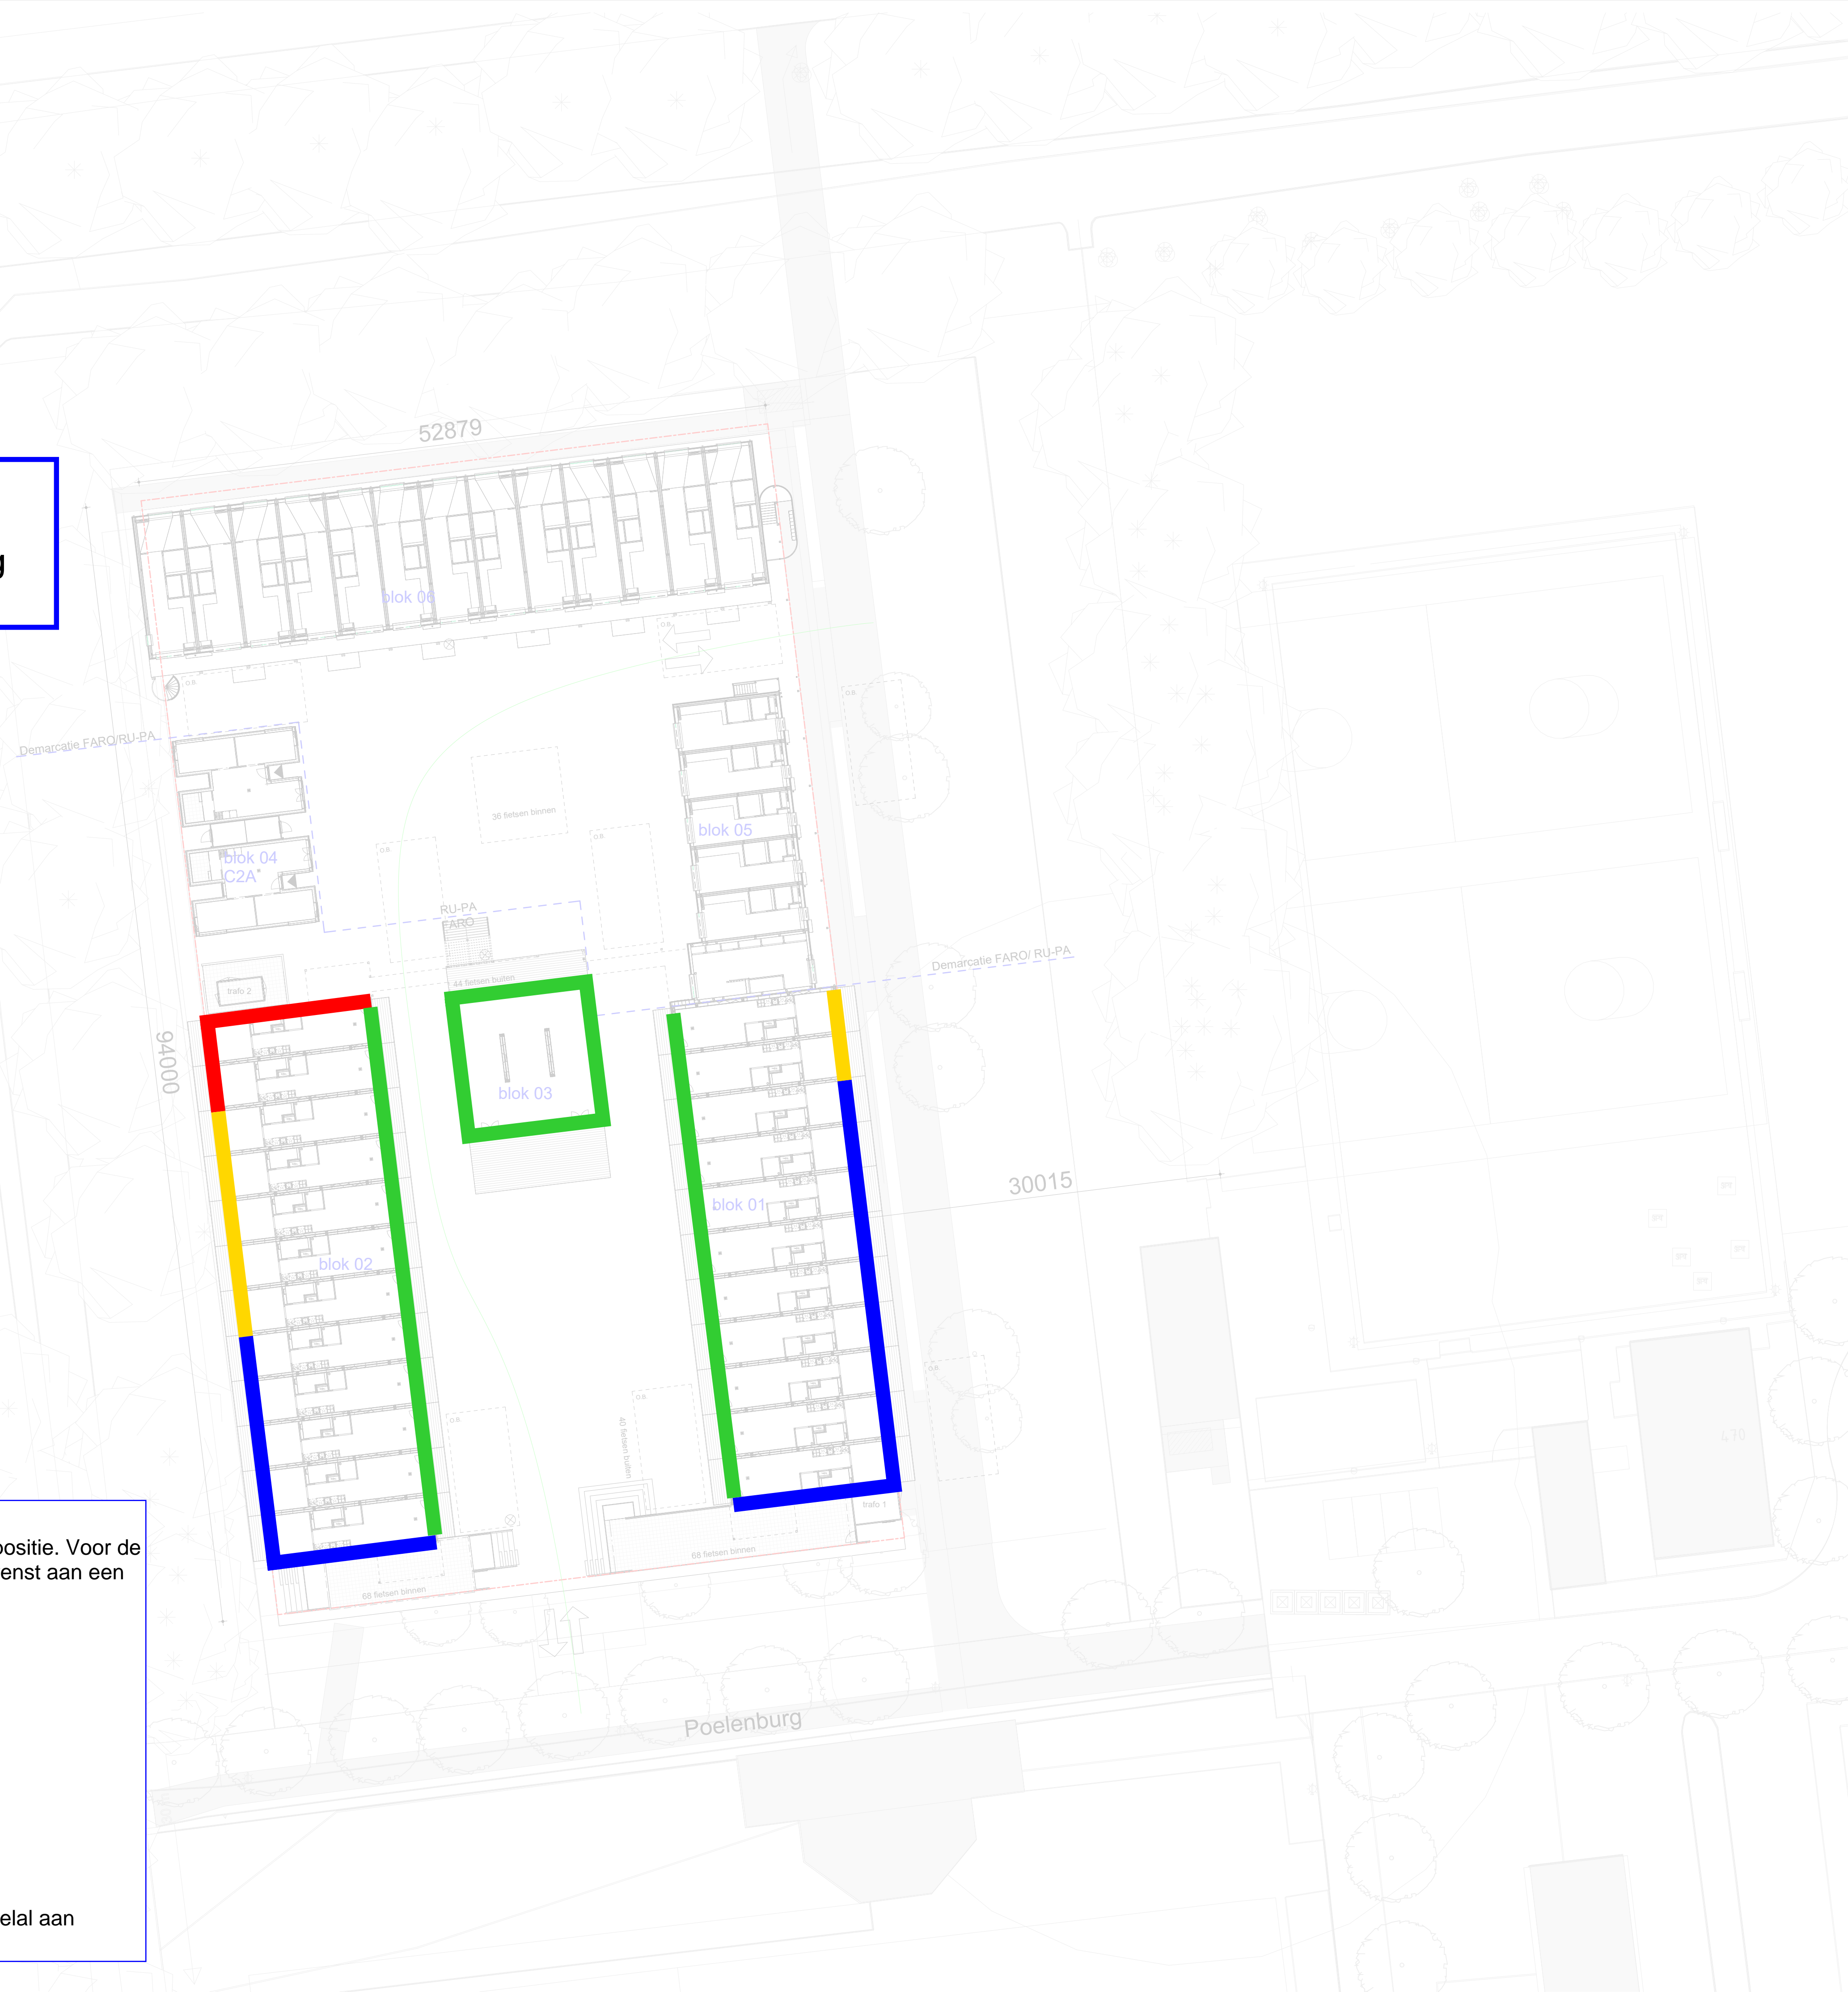 52879
g
blok 06
O.B.
O.B.
O.B.
Demarcatie FARO/RU-PA
36 fietsen binnen
blok 05
O.B.
O.B.
blok 04
C2A
RU-PA
FARO
Demarcatie FARO/ RU-PA
44 fietsen buiten
trafo 2
94000
blok 03
30015
blok 01
blok 02
O.B.
O.B.
O.B.
40 fietsen buiten
470
trafo 1
positie. Voor de
enst aan een
68 fietsen binnen
68 fietsen binnen
Poelenburg
elal aan